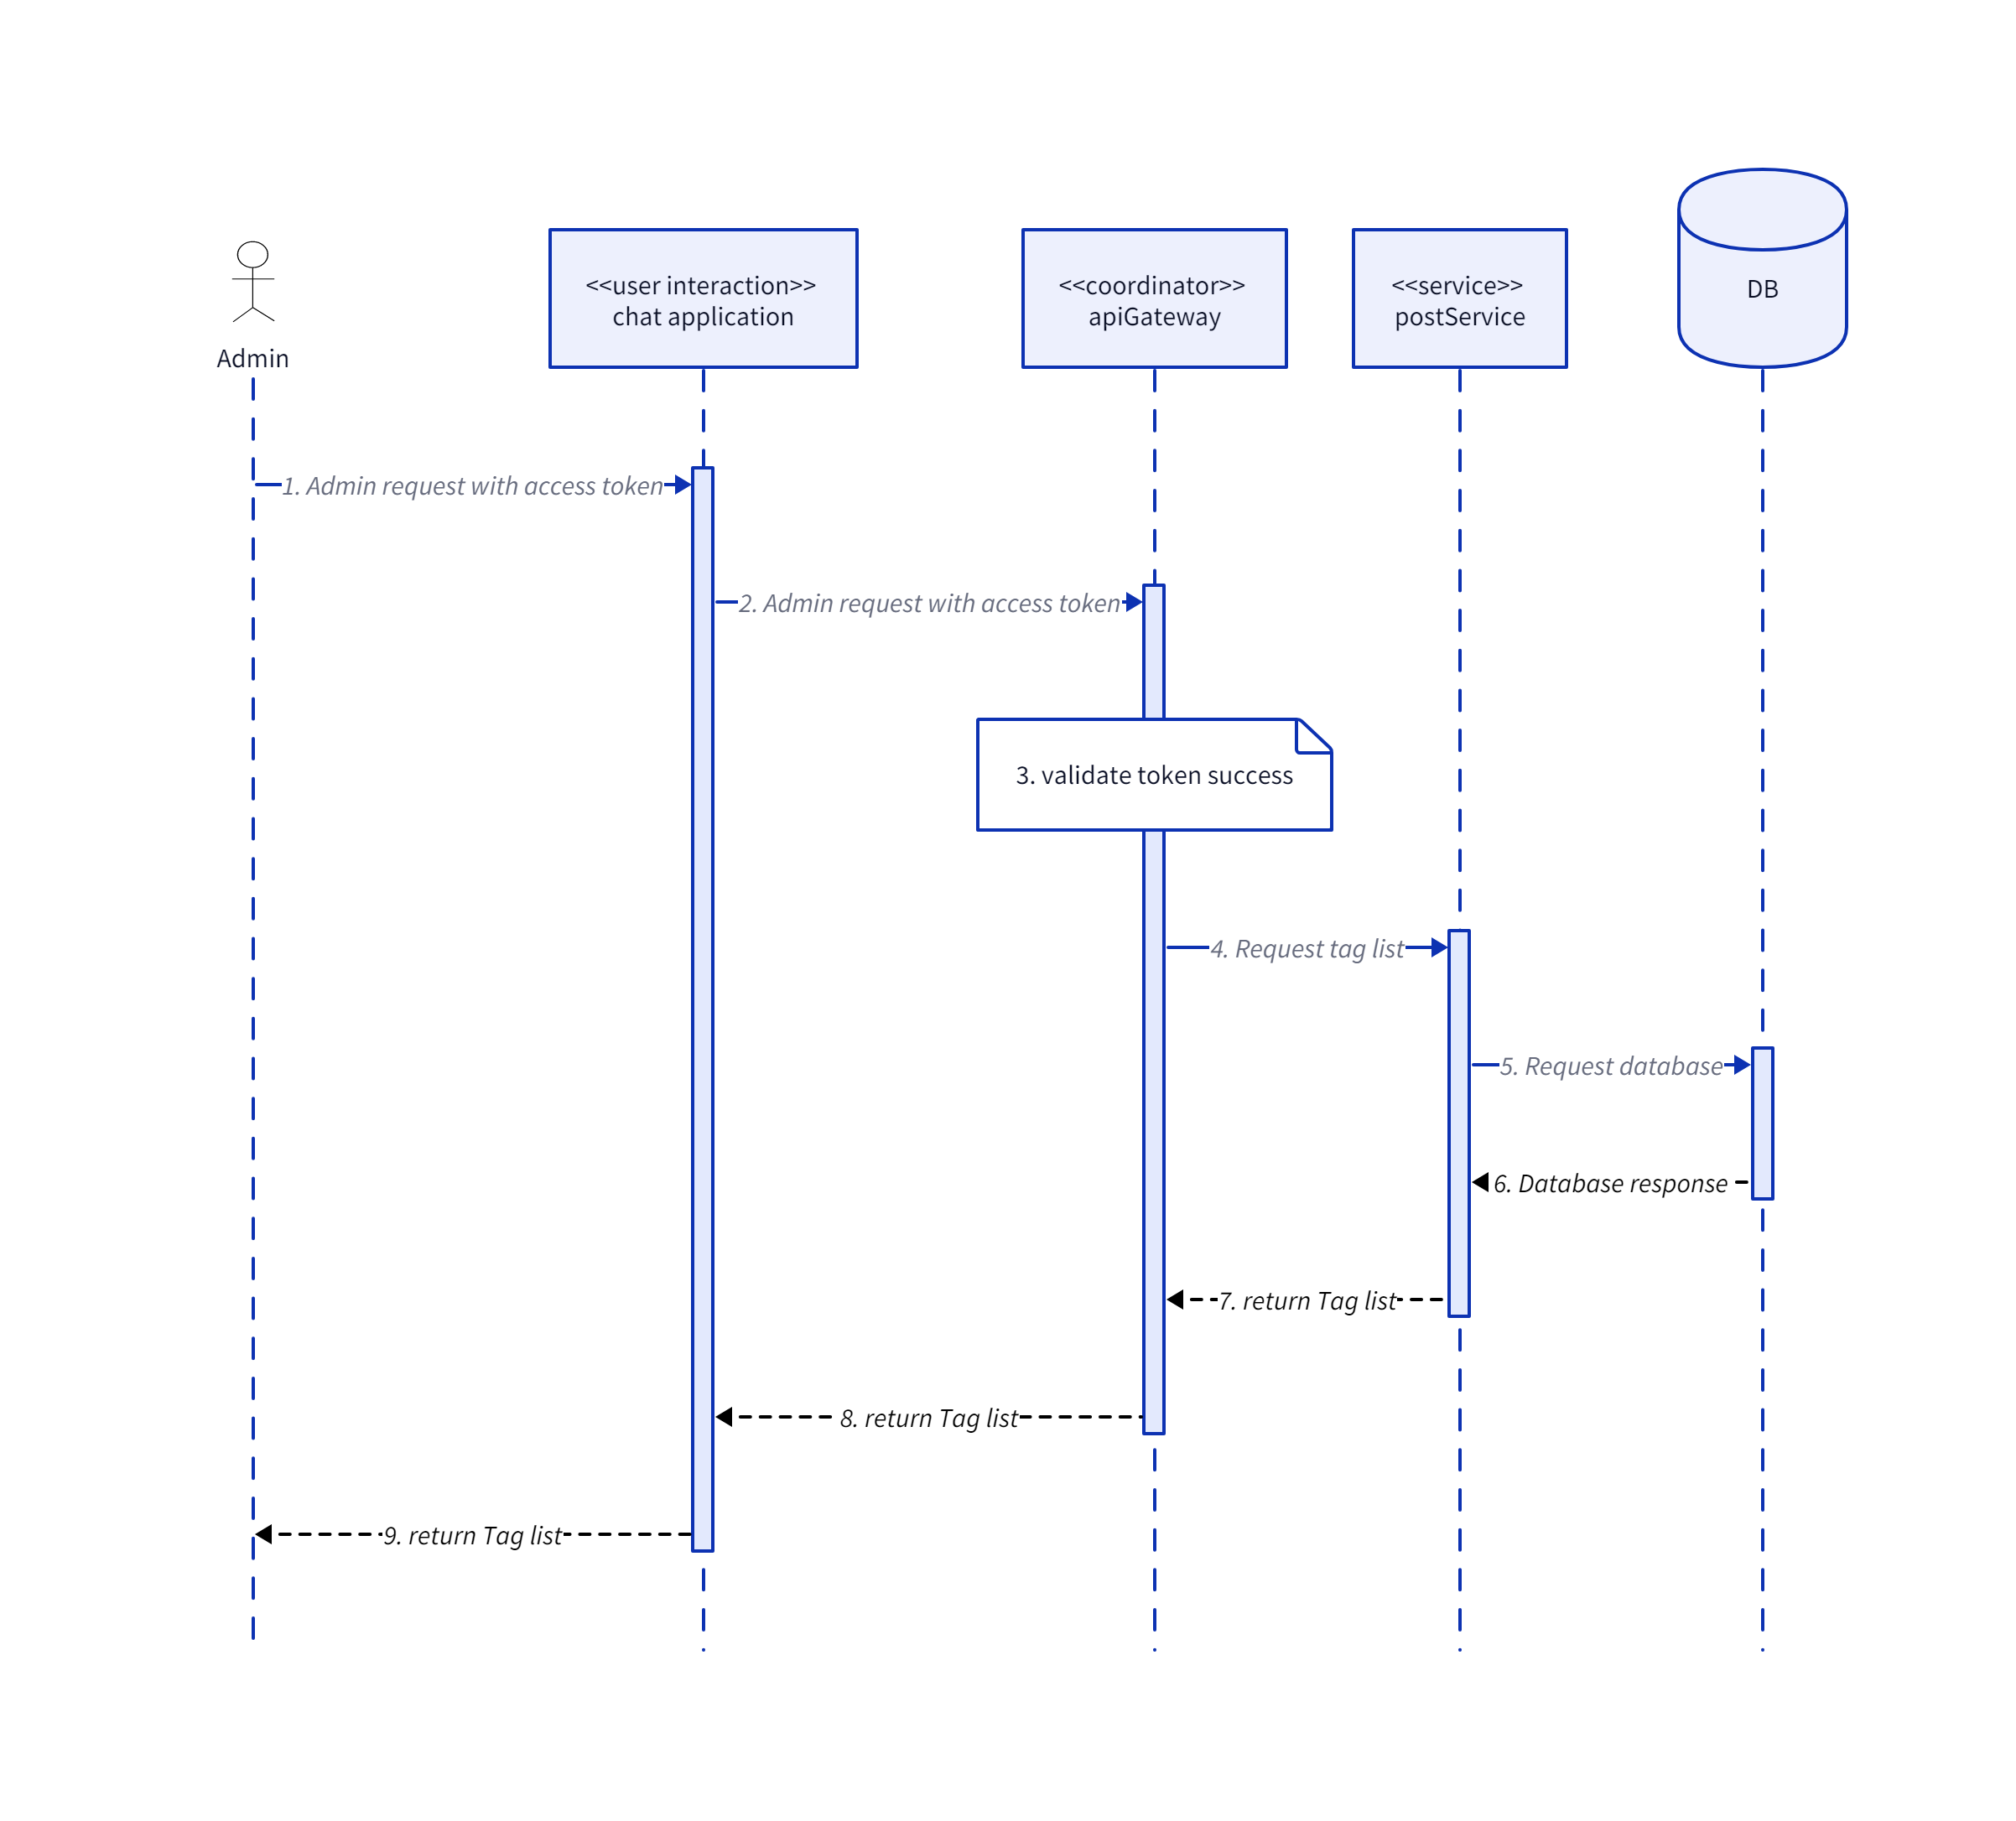 <<user interaction>>
chat application
<<coordinator>>
apiGateway
<<service>>
postService
DB
Admin
1. Admin request with access token
2. Admin request with access token
3. validate token success
4. Request tag list
5. Request database
6. Database response
7. return Tag list
8. return Tag list
9. return Tag list